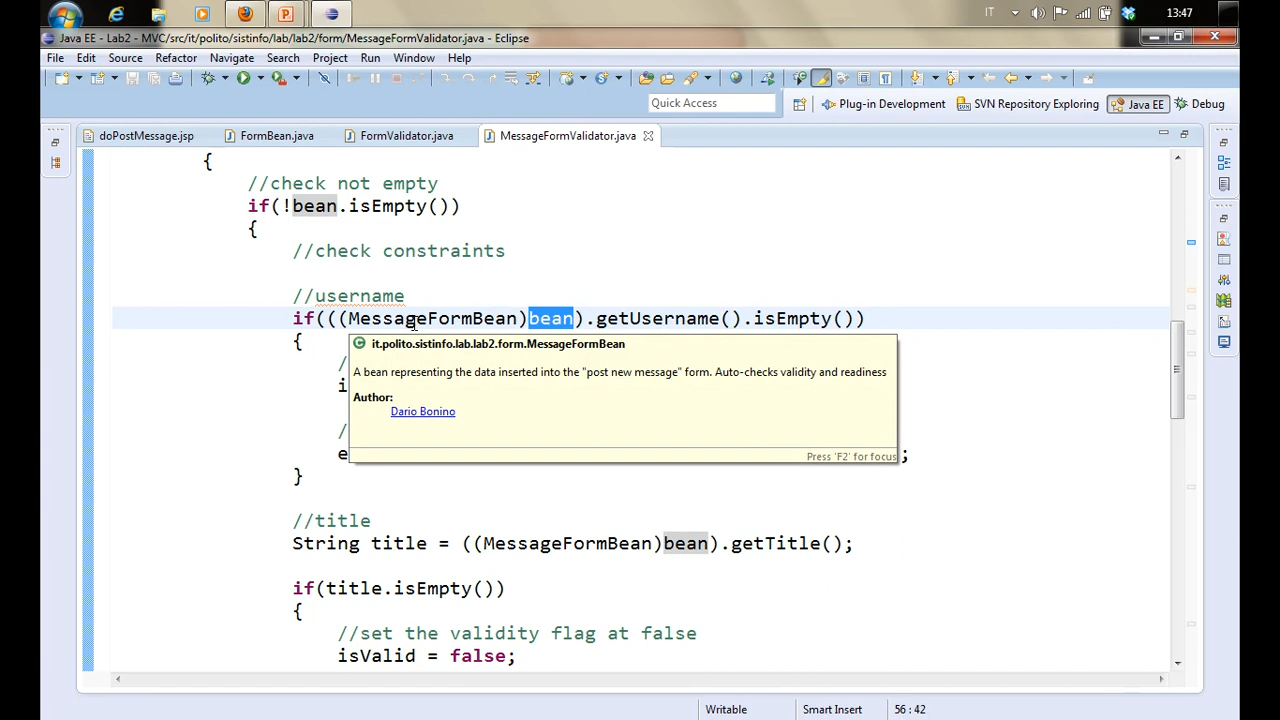 IT
13:47
Java EE - Lab2 - MVC/src/it/polito/sistinfo/lab/lab2/form/MessageFormValidator.java - Eclipse
File Edit Source Refactor Navigate Search Project Run Window Help
Quick Access
Plug-in Development
SVN Repository Exploring
Java EE
Debug
doPostMessage.jsp
FormBean.java
FormValidator.java
MessageFormValidator.java
{
//check not empty
if(!bean.isEmpty())
{
//check constraints
//username
if(((MessageFormBean)bean).getUsername().isEmpty())
{
it.polito.sistinfo.lab.lab2.form.MessageFormBean
/
A bean representing the data inserted into the "post new message" form. Auto-checks validity and readiness
i
Author:
Dario Bonino
/
e
;
Press 'F2' for focus
}
//title
String title = ((MessageFormBean)bean).getTitle();
if(title.isEmpty())
{
//set the validity flag at false
isValid = false;
Writable
Smart Insert
56 : 42